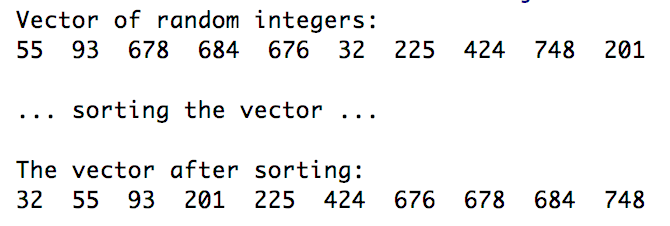 Vector of random integers:
55 93 678 684 676 32 225 424 748 201
... sorting the vector ...
The vector after sorting:
32 55 93 201 225 424 676 678 684 748